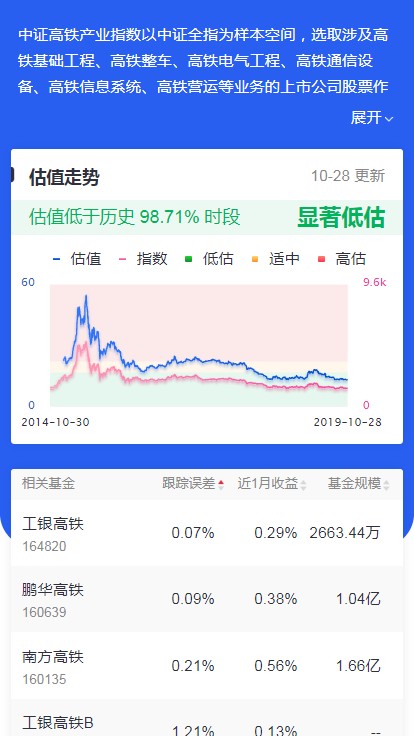 中证高铁产业指数以中证全指为样本空间，选取涉及高
铁基础工程、高铁整车、高铁电气工程、高铁通信设
备、高铁信息系统、高铁营运等业务的上市公司股票作
展开
估值走势 10-28 更新
估值低于历史 98.71% 时段 显著低估
估值 指数 低估 适中 高估
60 9.6k
0 0
2014-10-30 2019-10-28
相关基金 跟踪误差 近1月收益 基金规模
工银高铁
164820
0.07% 0.29% 2663.44万
鹏华高铁
160639
0.09% 0.38% 1.04亿
南方高铁
160135
0.21% 0.56% 1.66亿
工银高铁B
1.21% 0.13% --